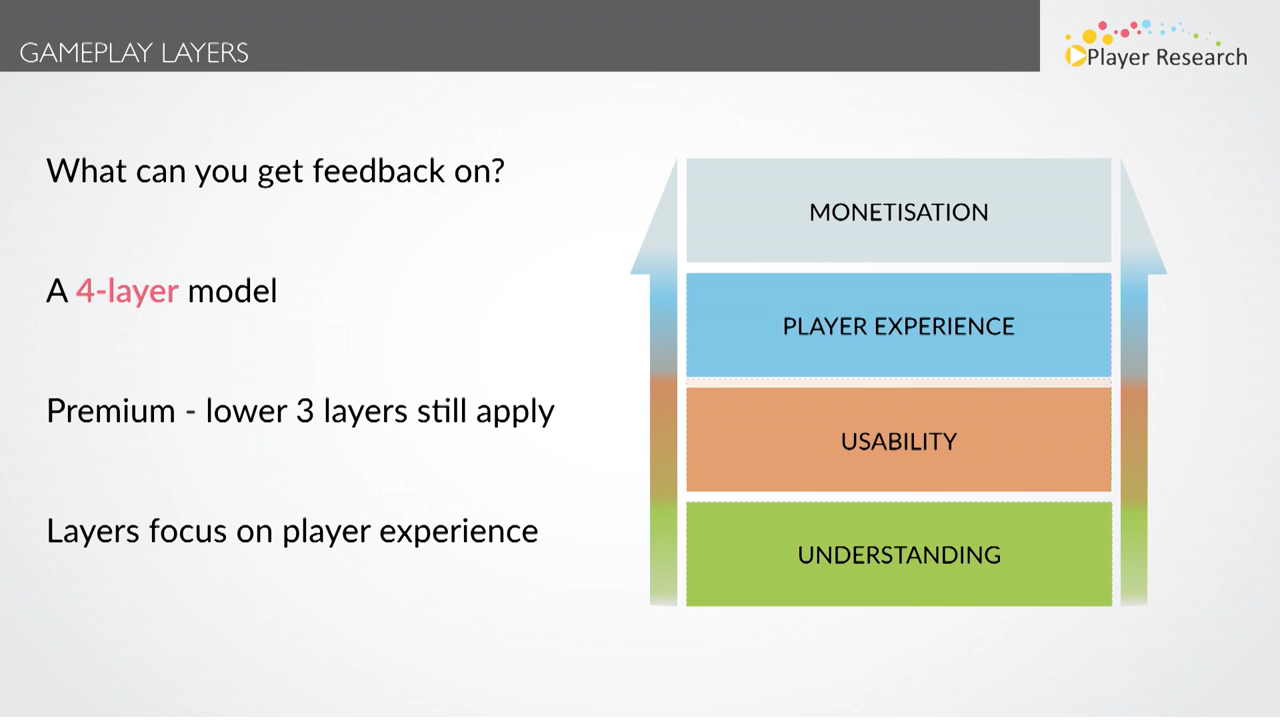 GAMEPLAY LAYERS
Player Research
What can you get feedback on?
A 4-layer model
Premium - lower 3 layers still apply
Layers focus on player experience
MONETISATION
PLAYER EXPERIENCE
USABILITY
UNDERSTANDING